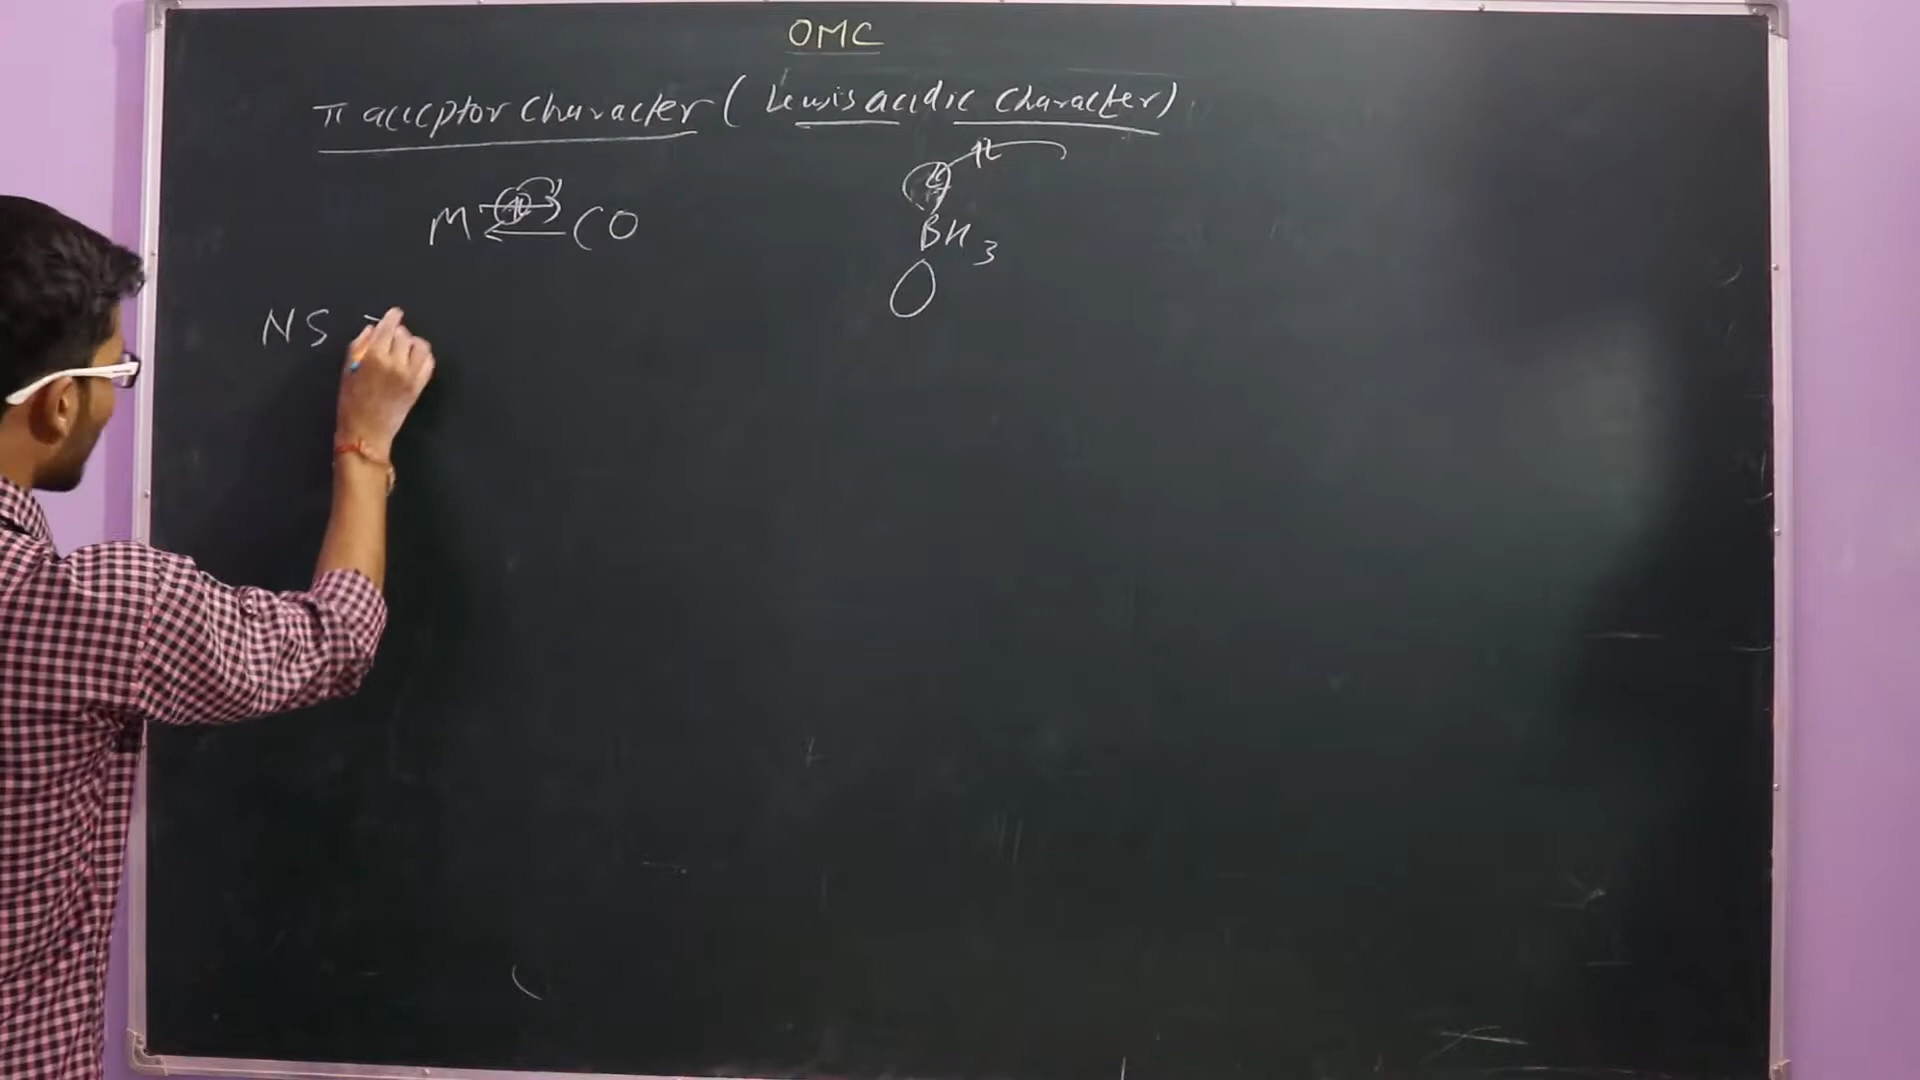 OMC
π acceptor character (Lewis acidic character)
M CO
BH3
NS